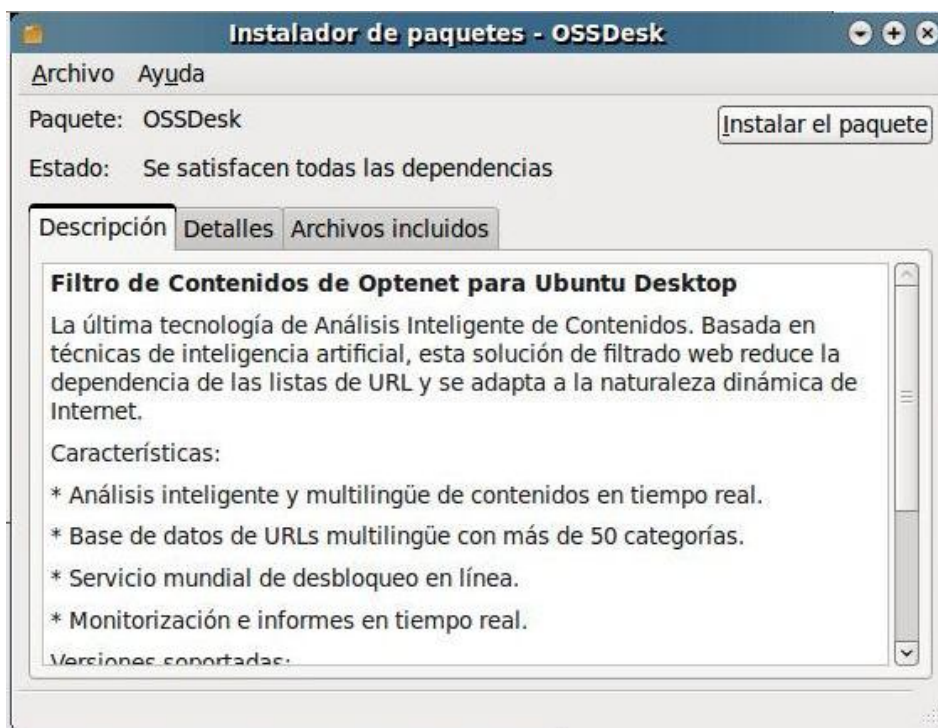 Instalador de paquetes - OSSDesk
Archivo Ayuda
Paquete: OSSDesk
Instalar el paquete
Estado: Se satisfacen todas las dependencias
Descripción Detalles Archivos incluidos
Filtro de Contenidos de Optenet para Ubuntu Desktop
La última tecnología de Análisis Inteligente de Contenidos. Basada en
técnicas de inteligencia artificial, esta solución de filtrado web reduce la
dependencia de las listas de URL y se adapta a la naturaleza dinámica de
Internet.
Características:
* Análisis inteligente y multilingüe de contenidos en tiempo real.
* Base de datos de URLs multilingüe con más de 50 categorías.
* Servicio mundial de desbloqueo en línea.
* Monitorización e informes en tiempo real.
Versiones soportadas: